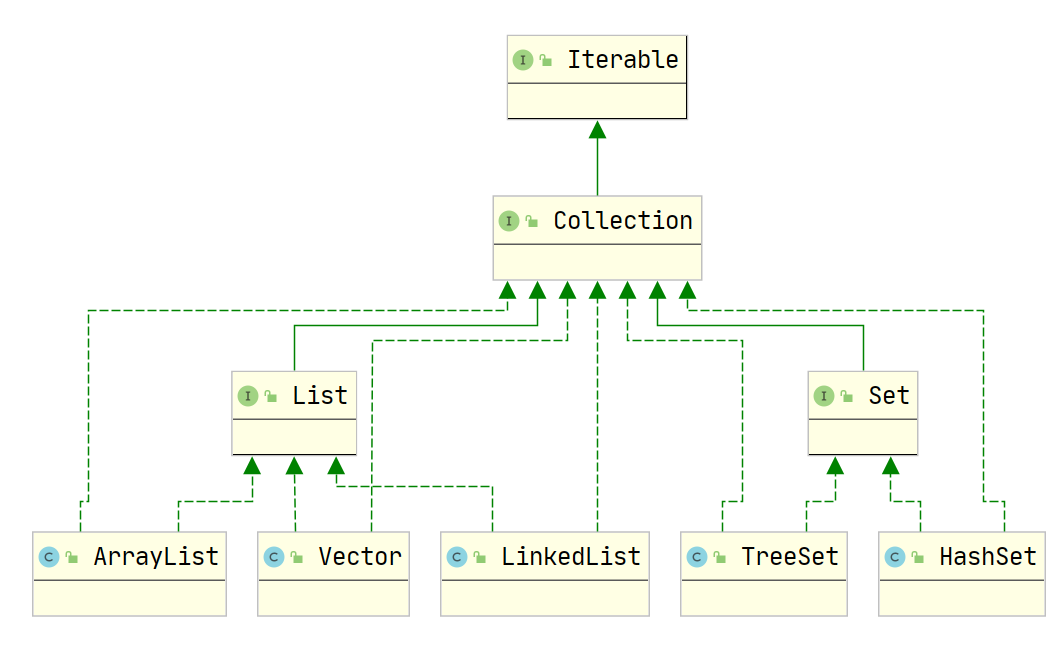 I Iterable
I Collection
I List
I Set
C ArrayList
C Vector
C LinkedList
C TreeSet
C HashSet